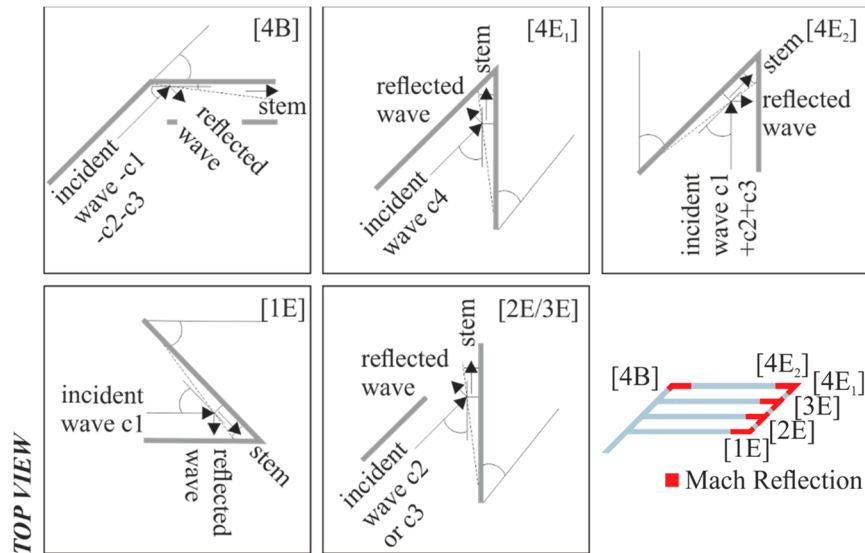 [4B]
incident
wave -c1
-c2-c3
reflected
wave
stem
[4E₁]
stem
reflected
wave
incident
wave c4
[4E₂]
stem
reflected
wave
incident
wave c1
+c2+c3
[1E]
incident
wave c1
reflected
wave
stem
[2E/3E]
stem
reflected
wave
incident
wave c2
or c3
[4B]
[4E₂]
[4E₁]
[3E]
[2E]
[1E]
Mach Reflection
TOP VIEW